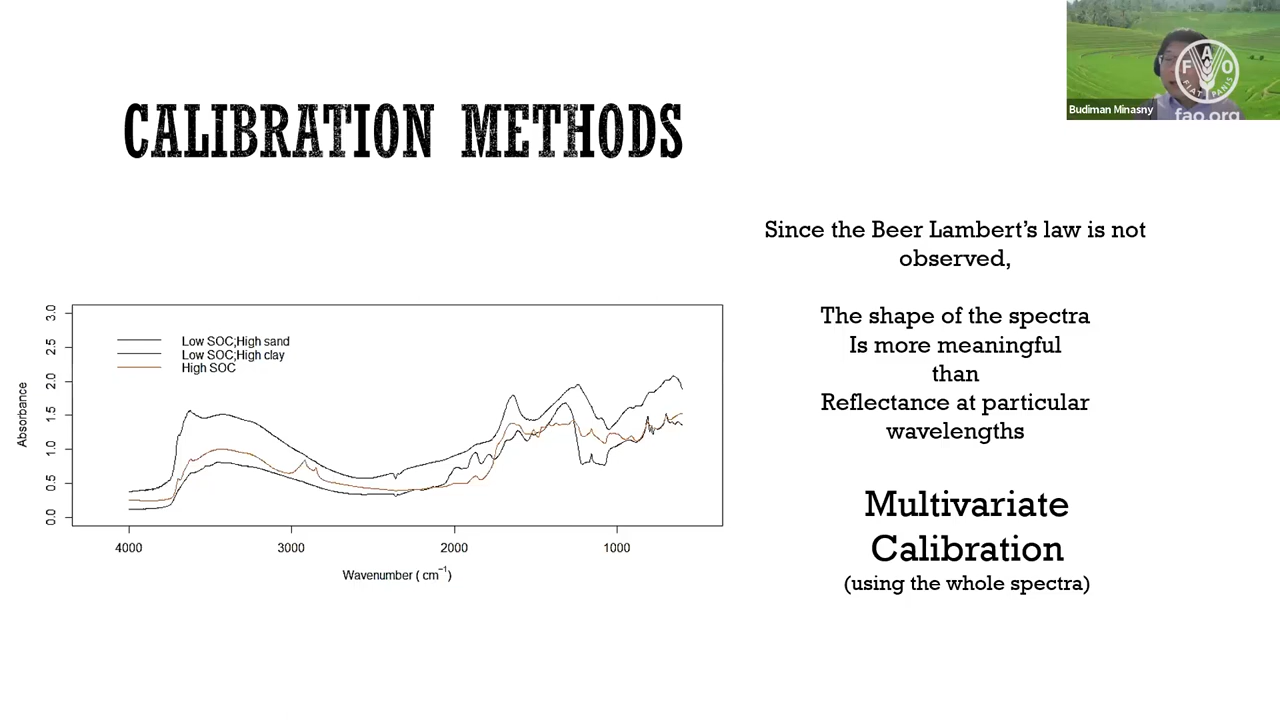 CALIBRATION METHODS
F A O
FIAT PANIS
fao.org
Budiman Minasny
Since the Beer Lambert's law is not
observed,
The shape of the spectra
Is more meaningful
than
Reflectance at particular
wavelengths
Multivariate
Calibration
(using the whole spectra)
Low SOC;High sand
Low SOC;High clay
High SOC
Absorbance
3.0
2.5
2.0
1.5
1.0
0.5
0.0
4000 3000 2000 1000
Wavenumber ( cm⁻¹)